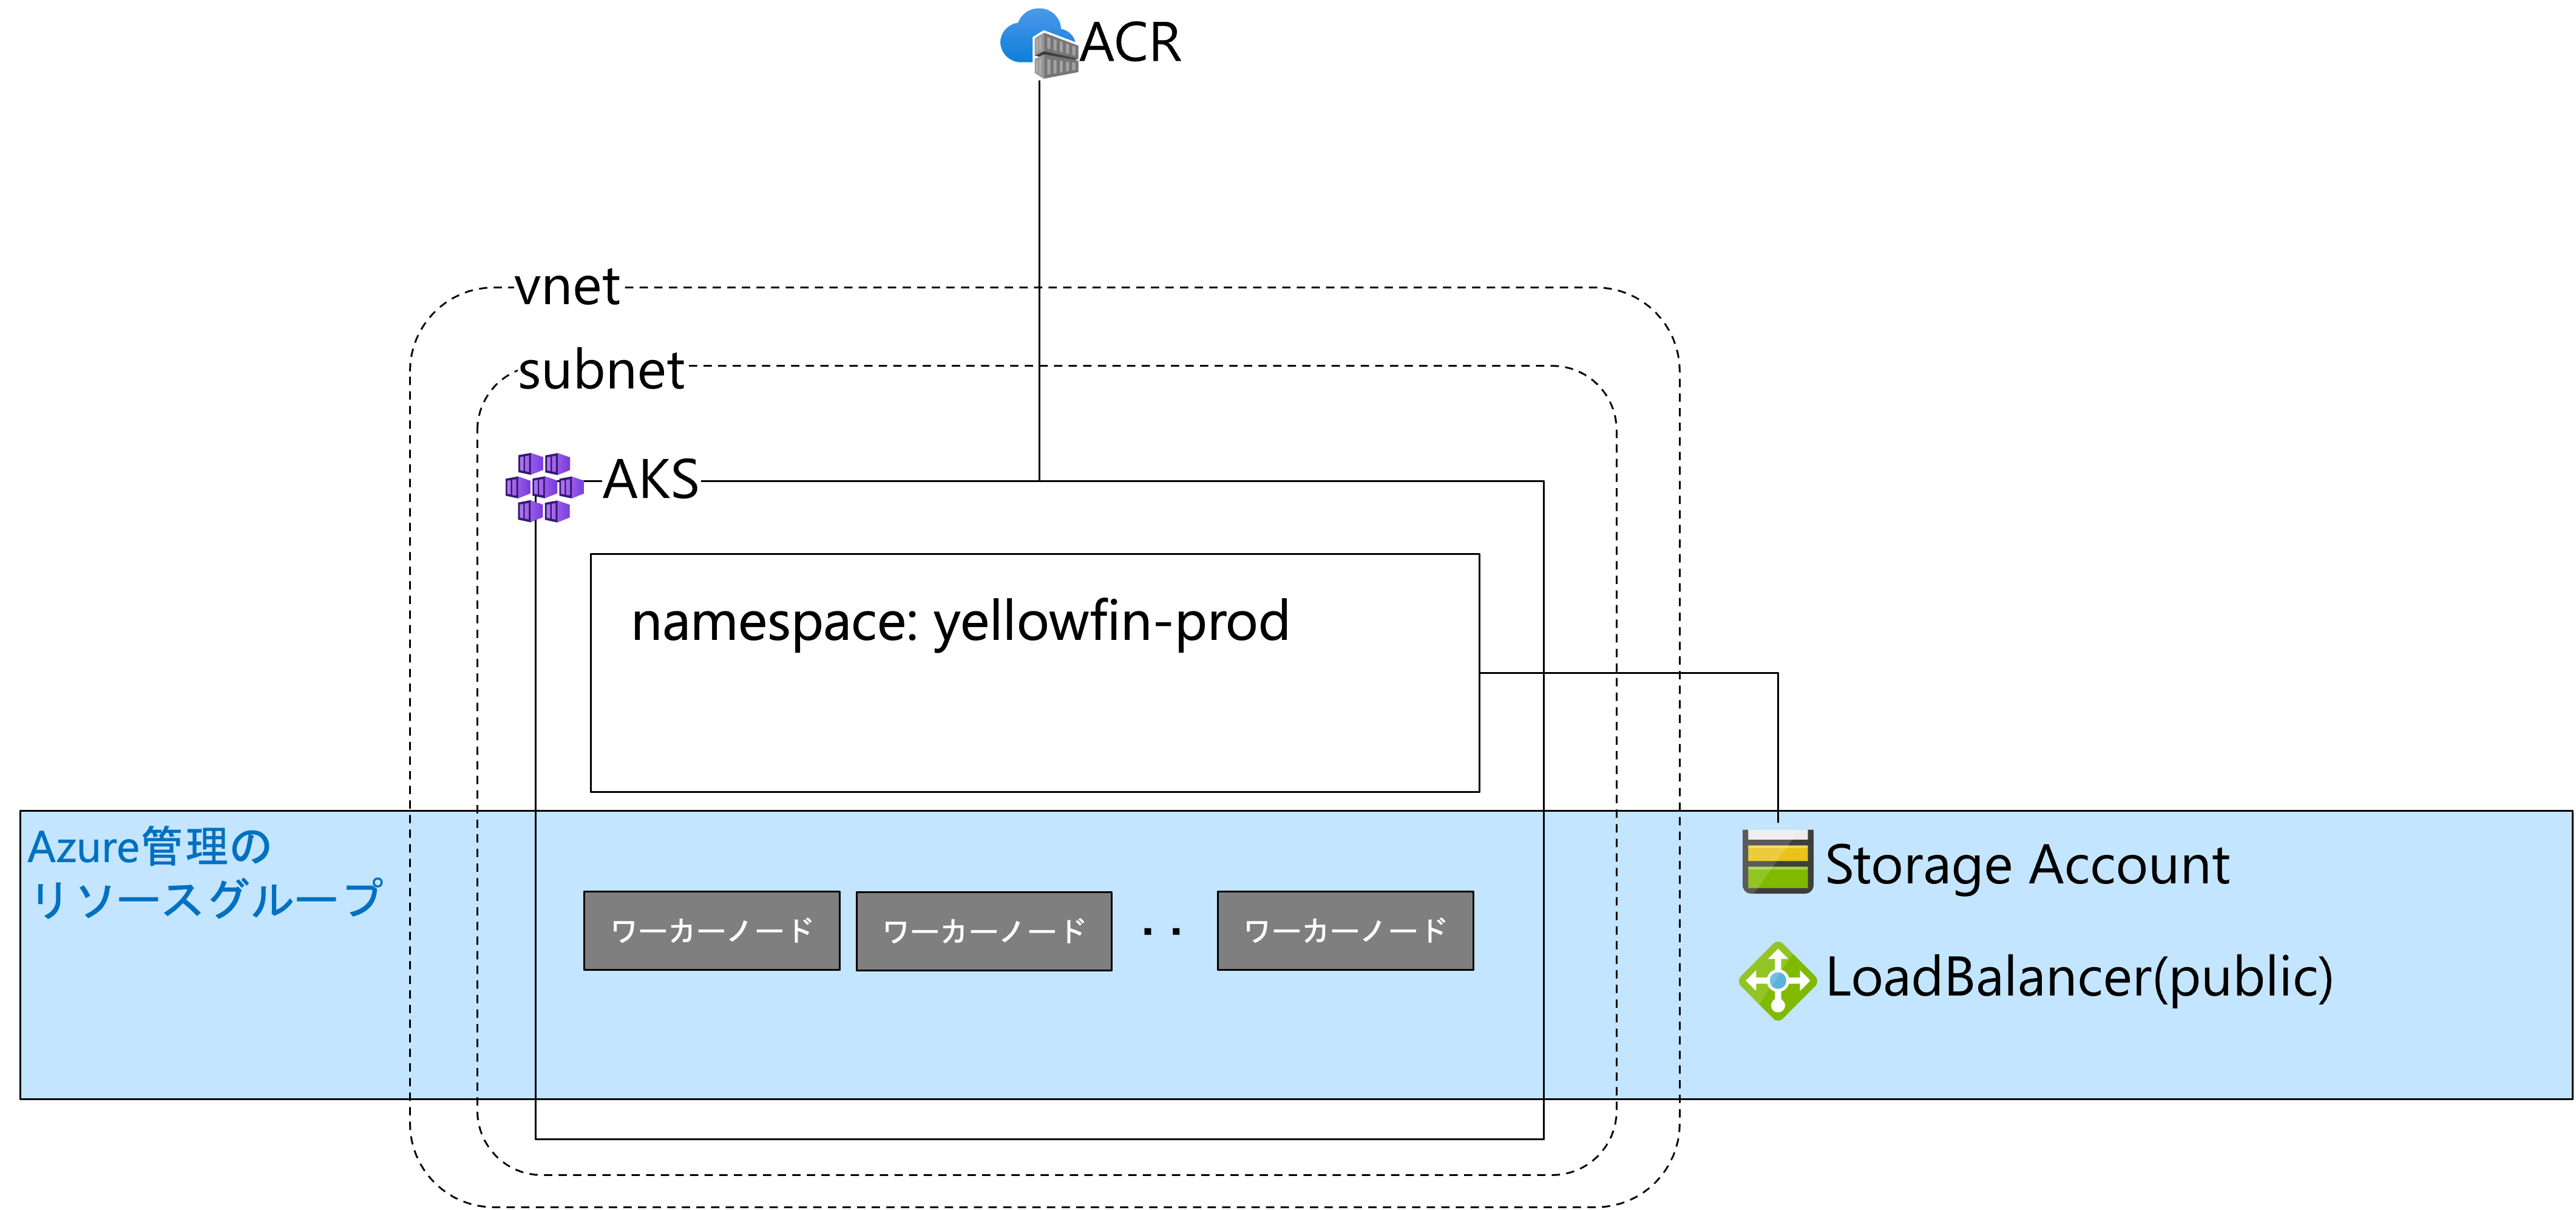 ACR
vnet
subnet
AKS
namespace: yellowfin-prod
Azure管理の
リソースグループ
Storage Account
ワーカーノード
ワーカーノード
・・
ワーカーノード
LoadBalancer(public)